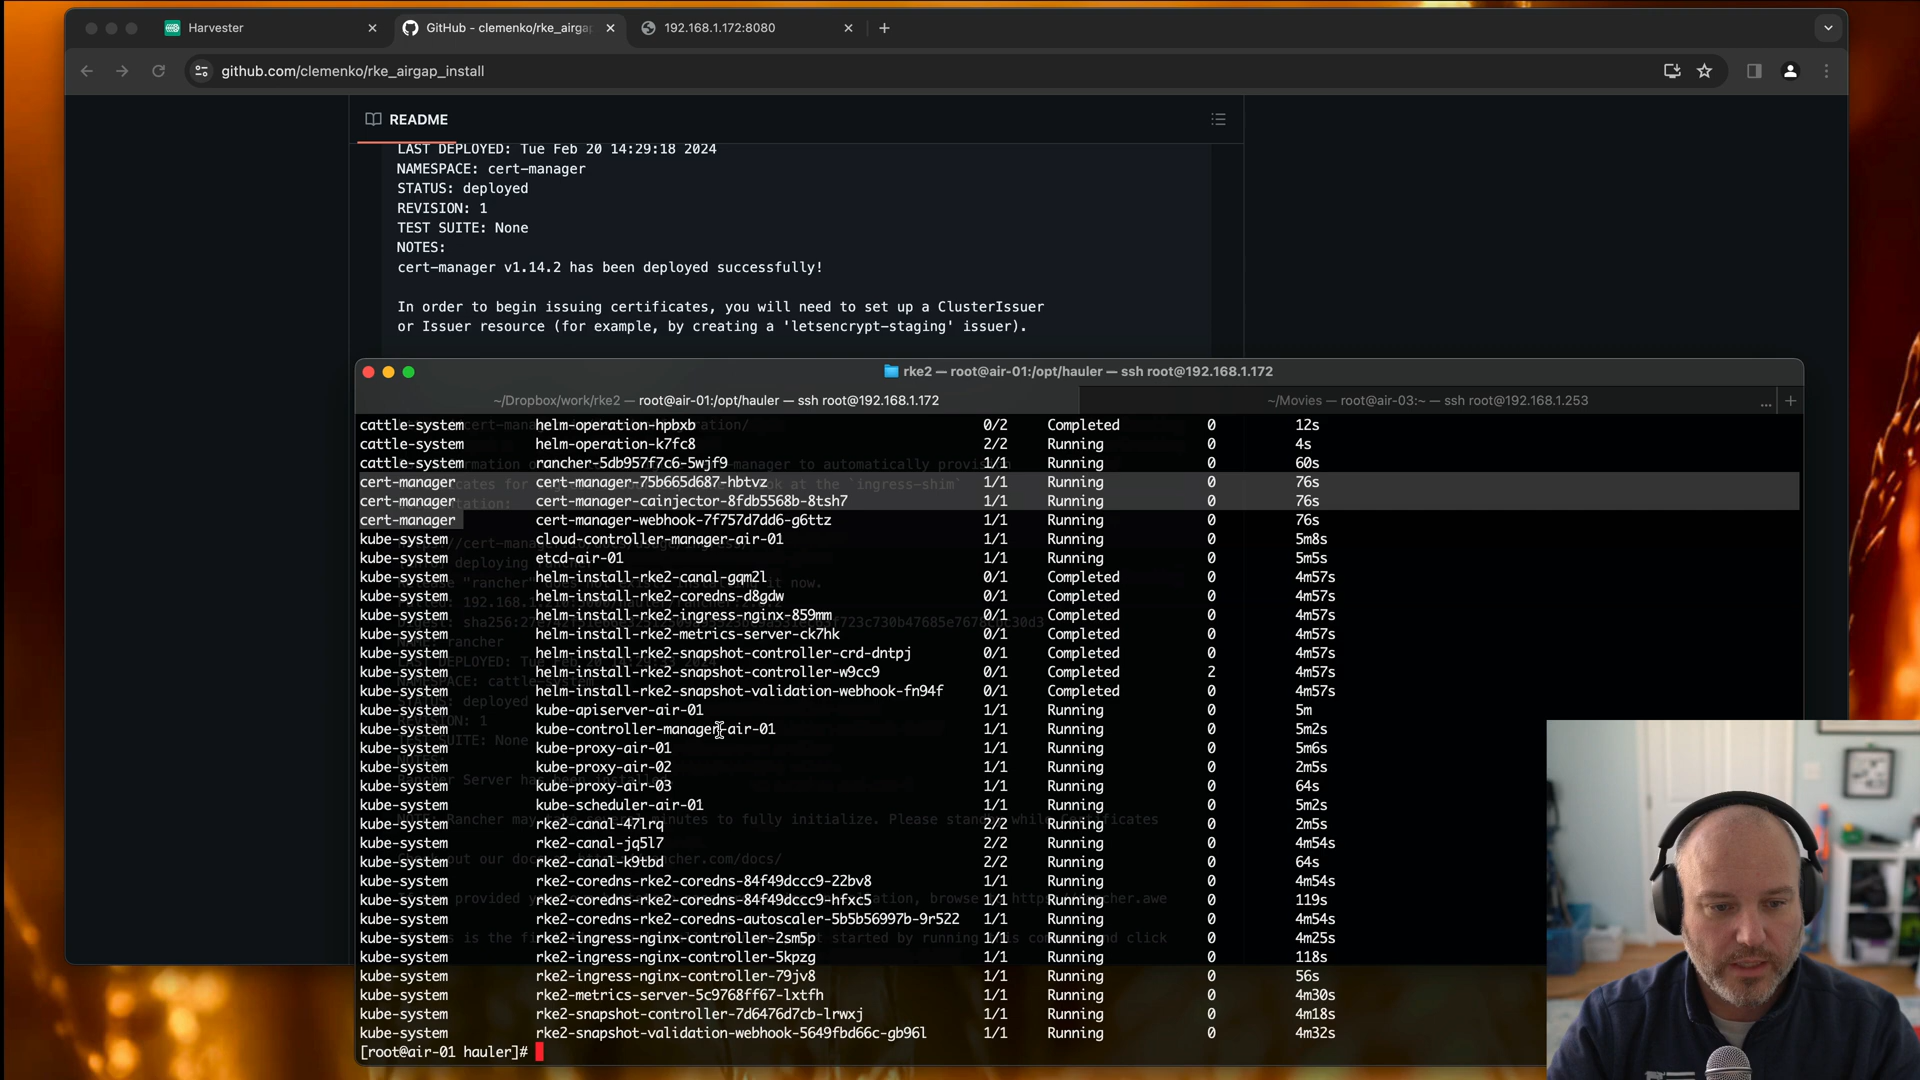 Harvester
GitHub - clemenko/rke_airga
192.168.1.172:8080
github.com/clemenko/rke_airgap_install
README
LAST DEPLOYED: Tue Feb 20 14:29:18 2024
NAMESPACE: cert-manager
STATUS: deployed
REVISION: 1
TEST SUITE: None
NOTES:
cert-manager v1.14.2 has been deployed successfully!
In order to begin issuing certificates, you will need to set up a ClusterIssuer
or Issuer resource (for example, by creating a 'letsencrypt-staging' issuer).
rke2 — root@air-01:/opt/hauler — ssh root@192.168.1.172
~/Dropbox/work/rke2 — root@air-01:/opt/hauler — ssh root@192.168.1.172
~/Movies — root@air-03:~ — ssh root@192.168.1.253
cattle-system helm-operation-hpbxb 0/2 Completed 0 12s
cattle-system helm-operation-k7fc8 2/2 Running 0 4s
cattle-system rancher-5db957f7c6-5wjf9 1/1 Running 0 60s
cert-manager cert-manager-75b665d687-hbtvz 1/1 Running 0 76s
cert-manager cert-manager-cainjector-8fdb5568b-8tsh7 1/1 Running 0 76s
cert-manager cert-manager-webhook-7f757d7dd6-g6ttz 1/1 Running 0 76s
kube-system cloud-controller-manager-air-01 1/1 Running 0 5m8s
kube-system etcd-air-01 1/1 Running 0 5m5s
kube-system helm-install-rke2-canal-gqm2l 0/1 Completed 0 4m57s
kube-system helm-install-rke2-coredns-d8gdw 0/1 Completed 0 4m57s
kube-system helm-install-rke2-ingress-nginx-859mm 0/1 Completed 0 4m57s
kube-system helm-install-rke2-metrics-server-ck7hk 0/1 Completed 0 4m57s
kube-system helm-install-rke2-snapshot-controller-crd-dntpj 0/1 Completed 0 4m57s
kube-system helm-install-rke2-snapshot-controller-w9cc9 0/1 Completed 2 4m57s
kube-system helm-install-rke2-snapshot-validation-webhook-fn94f 0/1 Completed 0 4m57s
kube-system kube-apiserver-air-01 1/1 Running 0 5m
kube-system kube-controller-manager-air-01 1/1 Running 0 5m2s
kube-system kube-proxy-air-01 1/1 Running 0 5m6s
kube-system kube-proxy-air-02 1/1 Running 0 2m5s
kube-system kube-proxy-air-03 1/1 Running 0 64s
kube-system kube-scheduler-air-01 1/1 Running 0 5m2s
kube-system rke2-canal-47lrq 2/2 Running 0 2m5s
kube-system rke2-canal-jq5l7 2/2 Running 0 4m54s
kube-system rke2-canal-k9tbd 2/2 Running 0 64s
kube-system rke2-coredns-rke2-coredns-84f49dccc9-22bv8 1/1 Running 0 4m54s
kube-system rke2-coredns-rke2-coredns-84f49dccc9-hfxc5 1/1 Running 0 119s
kube-system rke2-coredns-rke2-coredns-autoscaler-5b5b56997b-9r522 1/1 Running 0 4m54s
kube-system rke2-ingress-nginx-controller-2sm5p 1/1 Running 0 4m25s
kube-system rke2-ingress-nginx-controller-5kpzg 1/1 Running 0 118s
kube-system rke2-ingress-nginx-controller-79jv8 1/1 Running 0 56s
kube-system rke2-metrics-server-5c9768ff67-lxtfh 1/1 Running 0 4m30s
kube-system rke2-snapshot-controller-7d6476d7cb-lrwxj 1/1 Running 0 4m18s
kube-system rke2-snapshot-validation-webhook-5649fbd66c-gb96l 1/1 Running 0 4m32s
[root@air-01 hauler]#